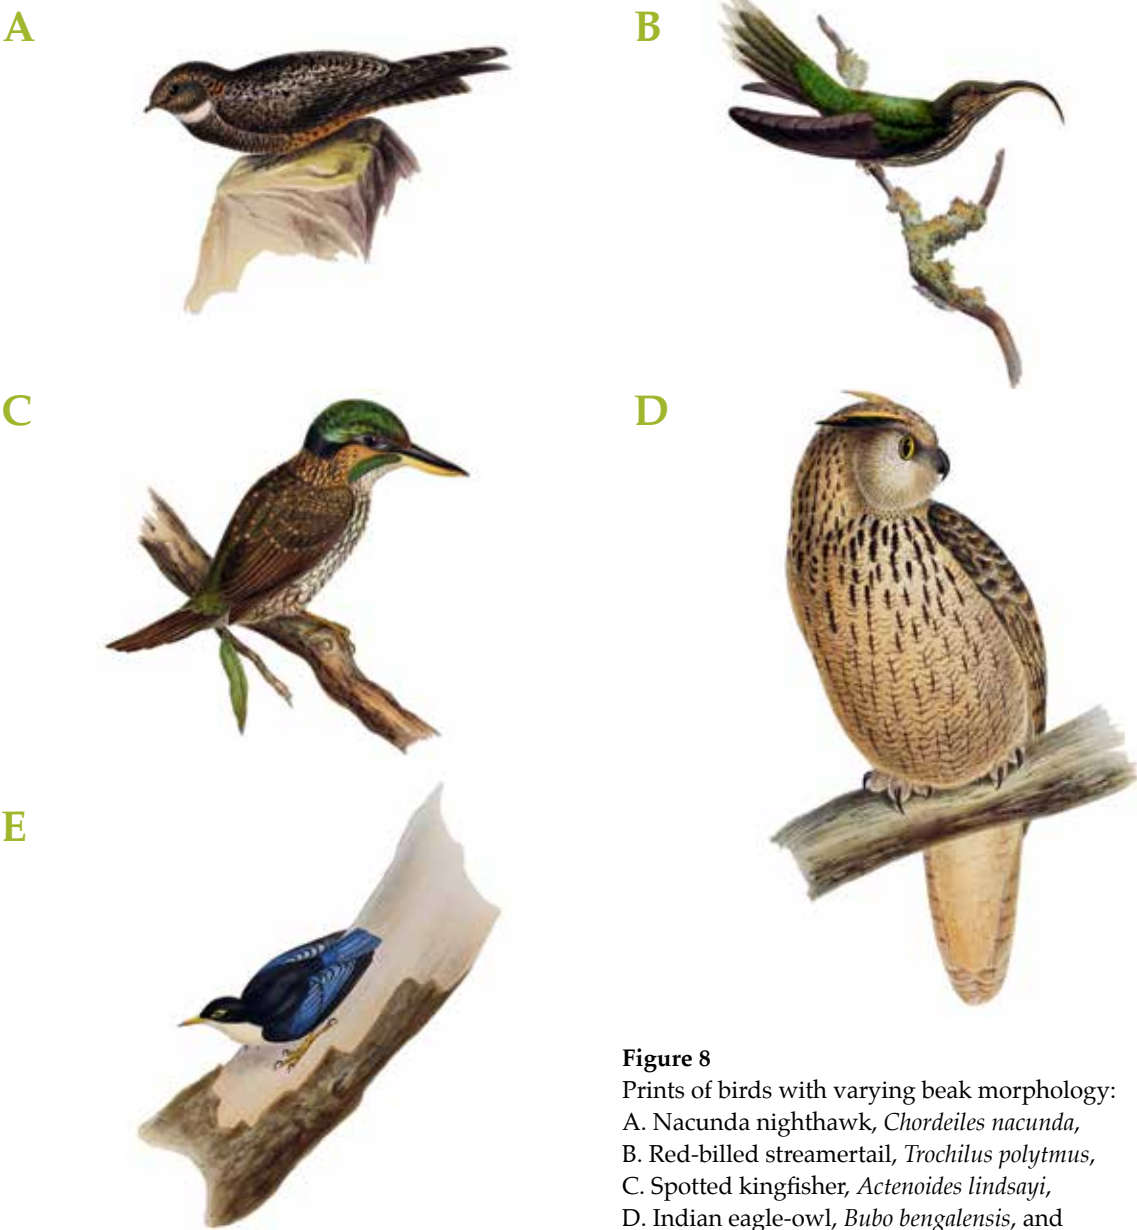 A
B
C
D
E
Figure 8
Prints of birds with varying beak morphology:
A. Nacunda nighthawk, Chordeiles nacunda,
B. Red-billed streamertail, Trochilus polytmus,
C. Spotted kingfisher, Actenoides lindsayi,
D. Indian eagle-owl, Bubo bengalensis, and